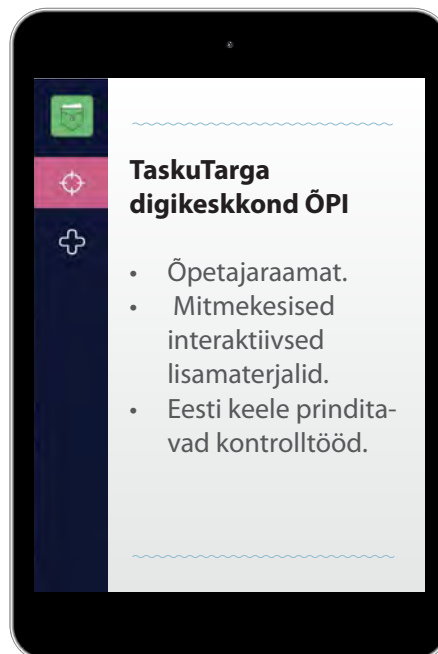 TaskuTarga
digikeskkond ÕPI
• Õpetajaraamat.
• Mitmekesised
interaktiivsed
lisamaterjalid.
• Eesti keele prindita-
vad kontrolltööd.